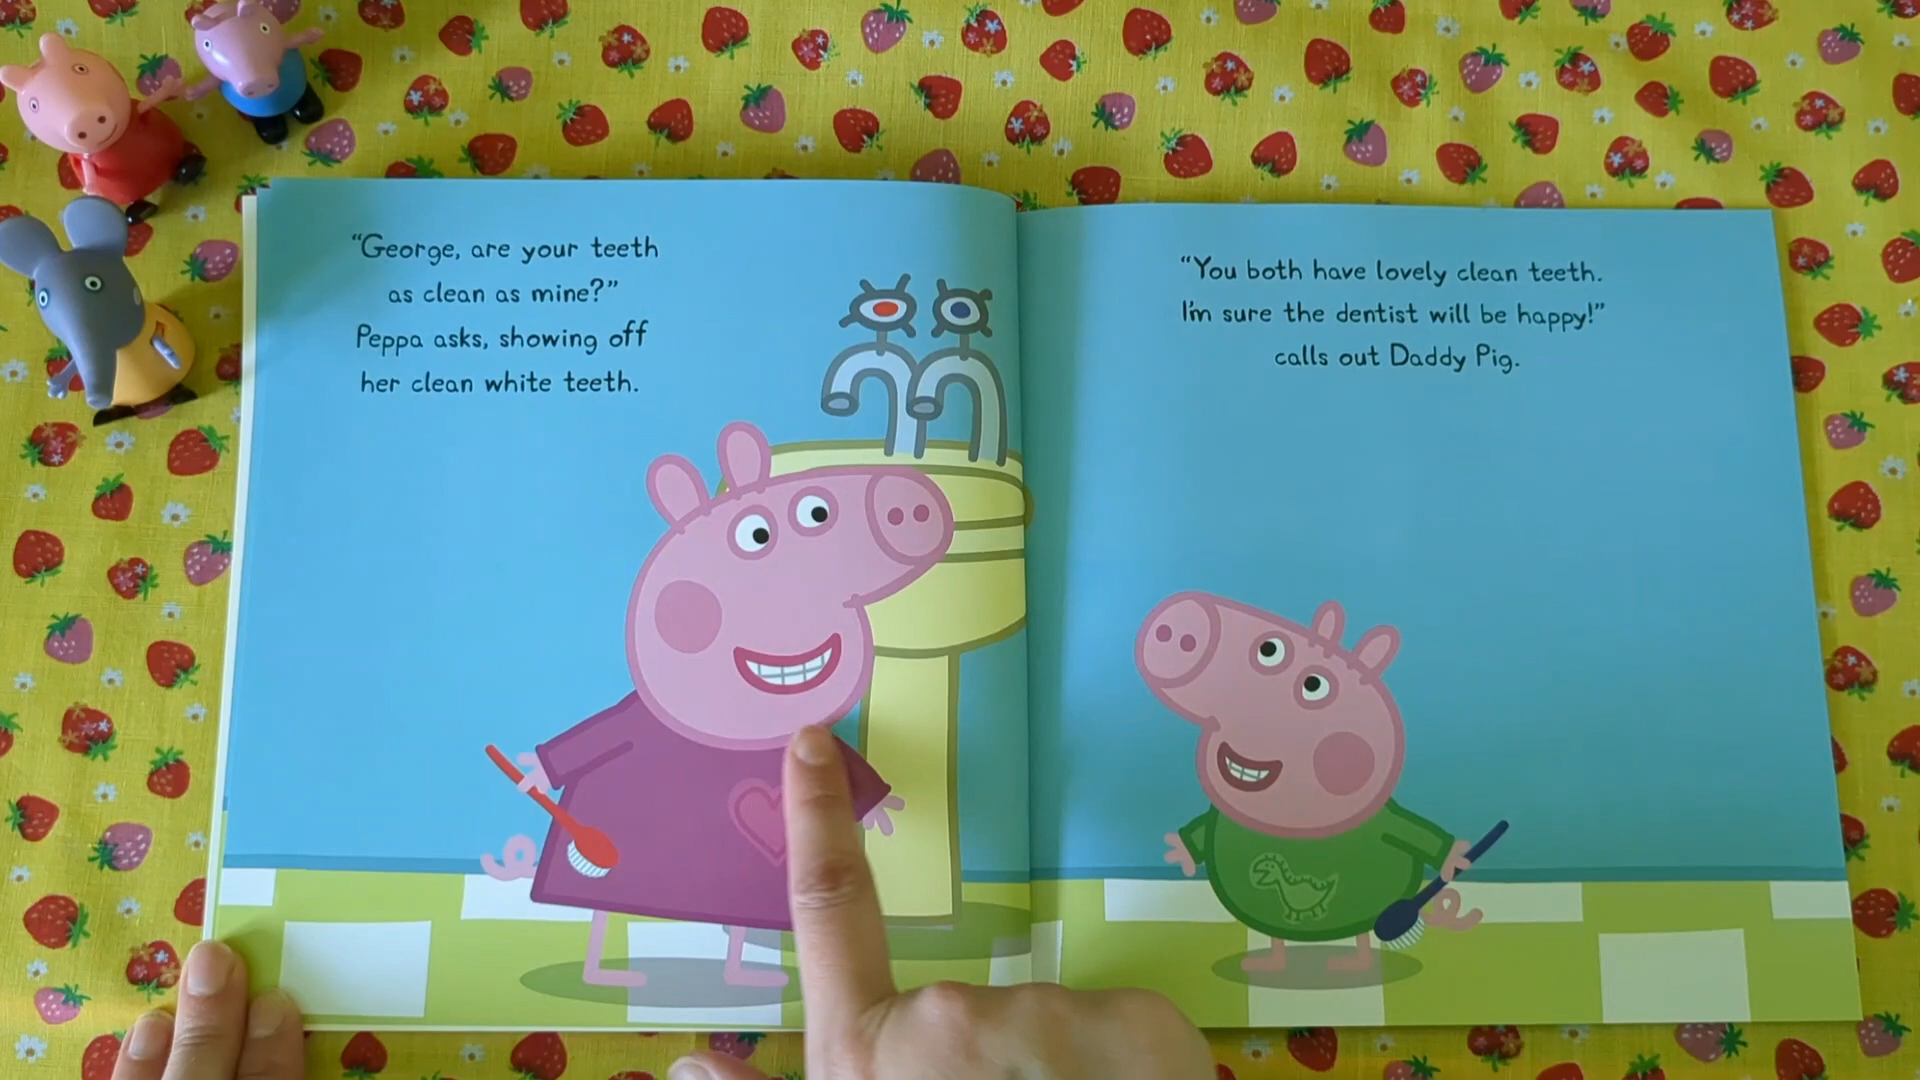 “George, are your teeth
as clean as mine?”
Peppa asks, showing off
her clean white teeth.
“You both have lovely clean teeth.
I’m sure the dentist will be happy!”
calls out Daddy Pig.